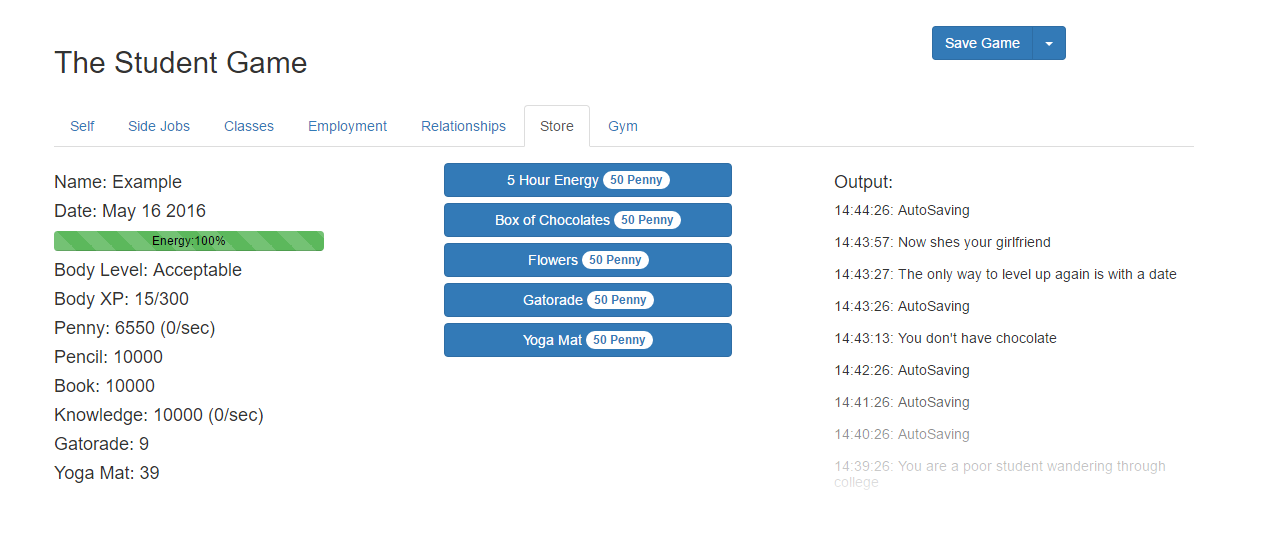 The Student Game
Save Game
Self Side Jobs Classes Employment Relationships Store Gym
Name: Example
Date: May 16 2016
Energy:100%
Body Level: Acceptable
Body XP: 15/300
Penny: 6550 (0/sec)
Pencil: 10000
Book: 10000
Knowledge: 10000 (0/sec)
Gatorade: 9
Yoga Mat: 39
5 Hour Energy 50 Penny
Box of Chocolates 50 Penny
Flowers 50 Penny
Gatorade 50 Penny
Yoga Mat 50 Penny
Output:
14:44:26: AutoSaving
14:43:57: Now shes your girlfriend
14:43:27: The only way to level up again is with a date
14:43:26: AutoSaving
14:43:13: You don't have chocolate
14:42:26: AutoSaving
14:41:26: AutoSaving
14:40:26: AutoSaving
14:39:26: You are a poor student wandering through
college